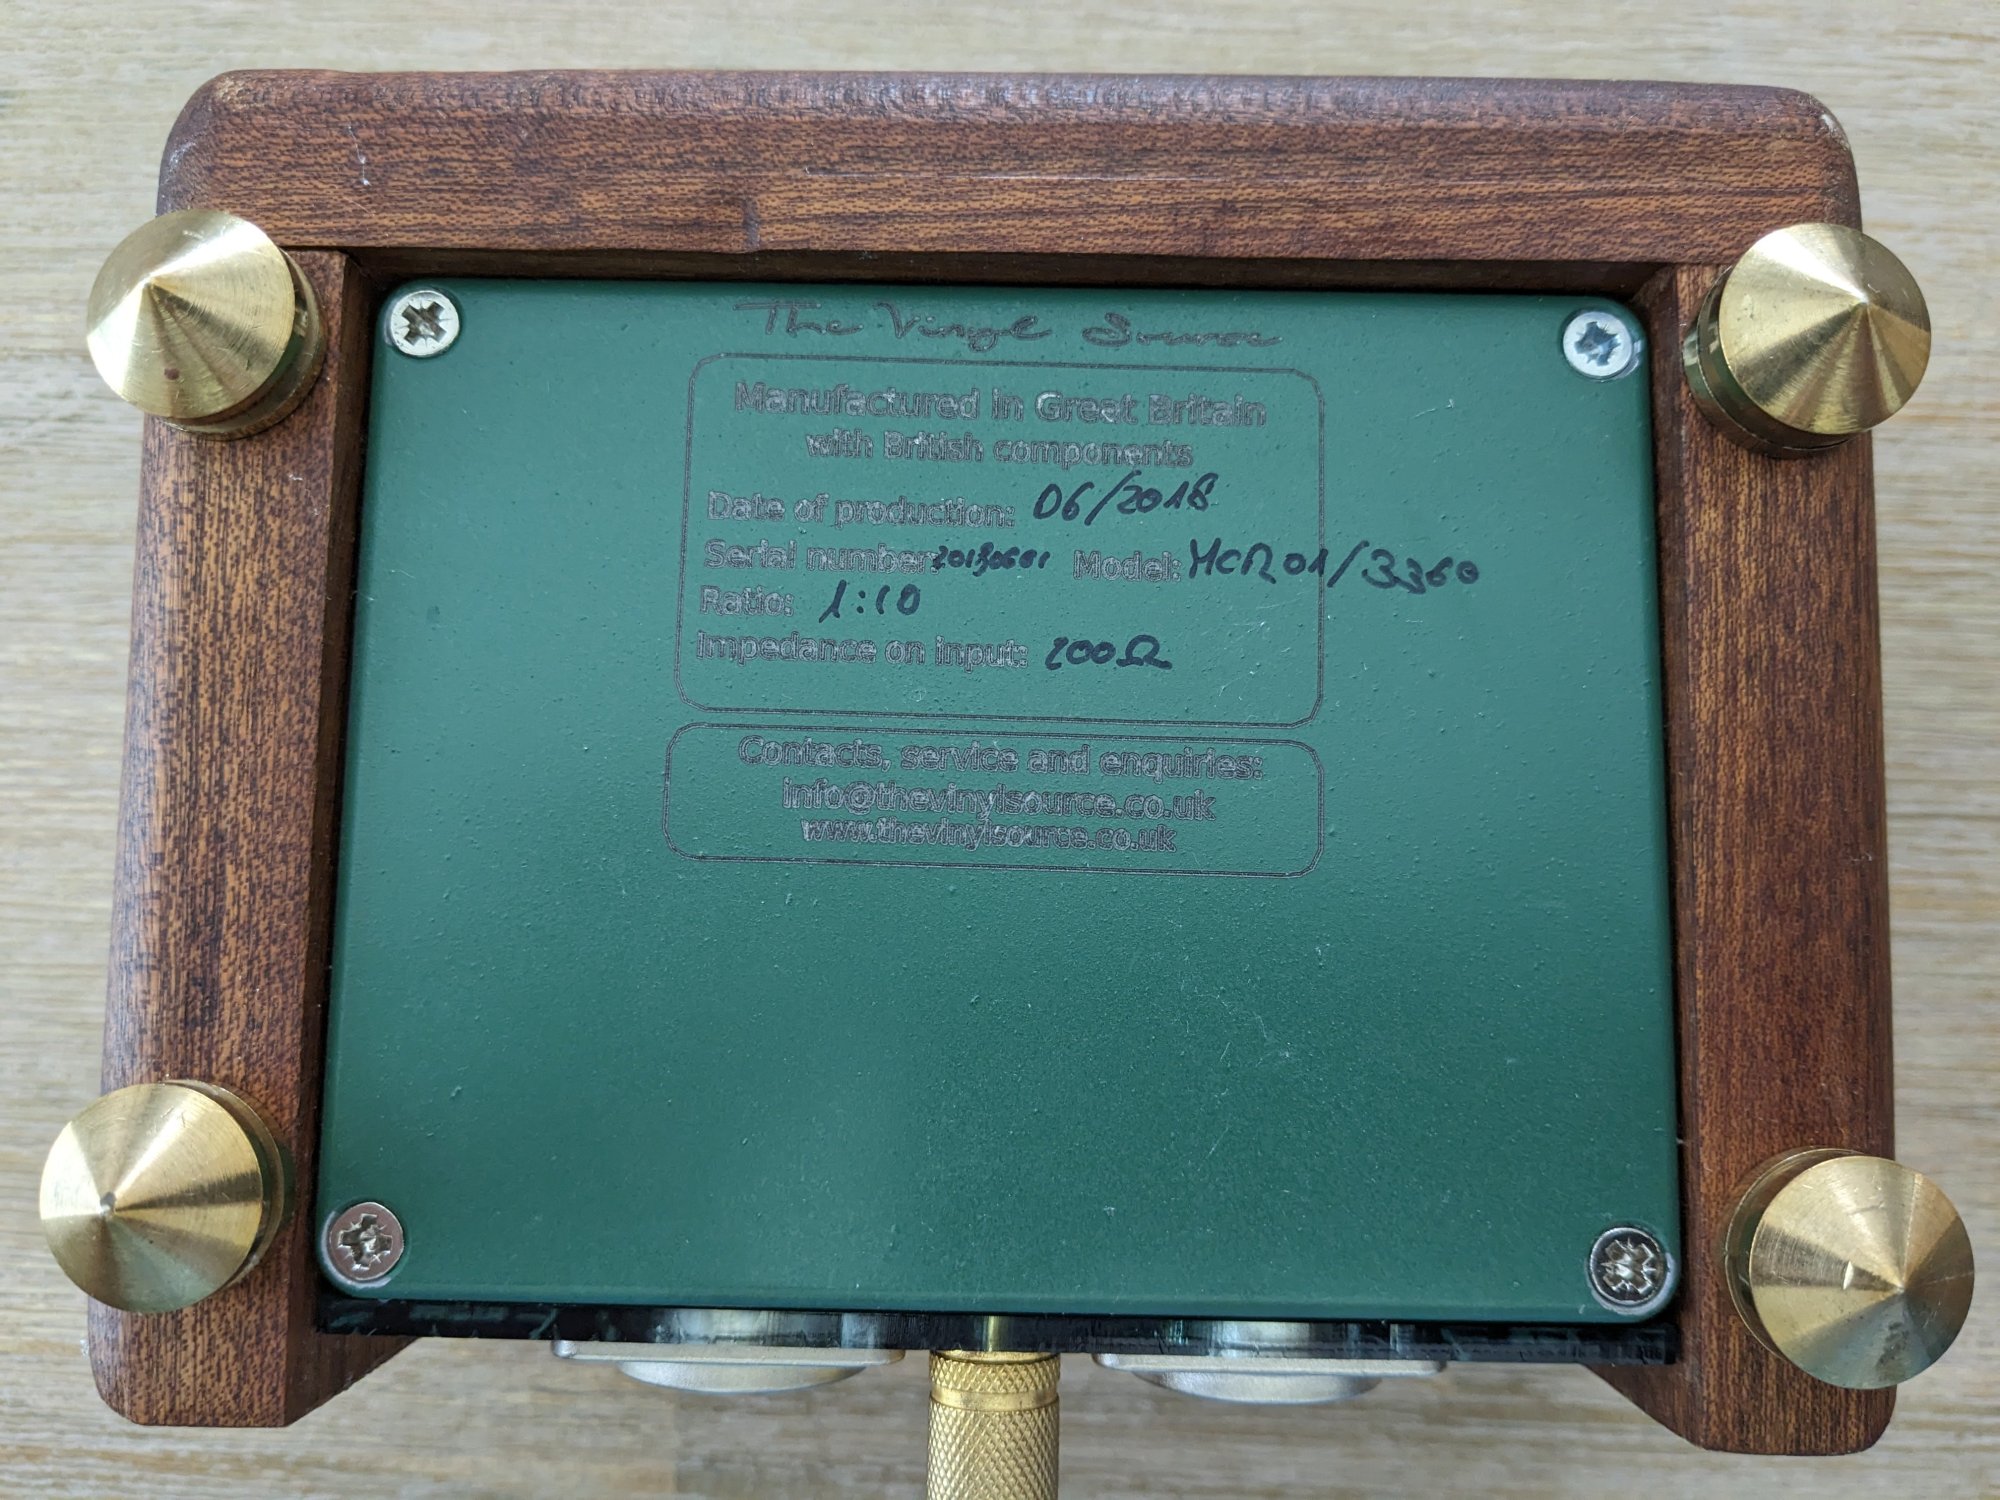 The Vinyl Source
Manufactured in Great Britain
with British components
Date of production: 06/2018
Serial number: 20180601 Model: MCR01/3360
Ratio: 1:10
Impedance on input: 200Ω
Contacts, service and enquiries:
info@thevinylsource.co.uk
www.thevinylsource.co.uk